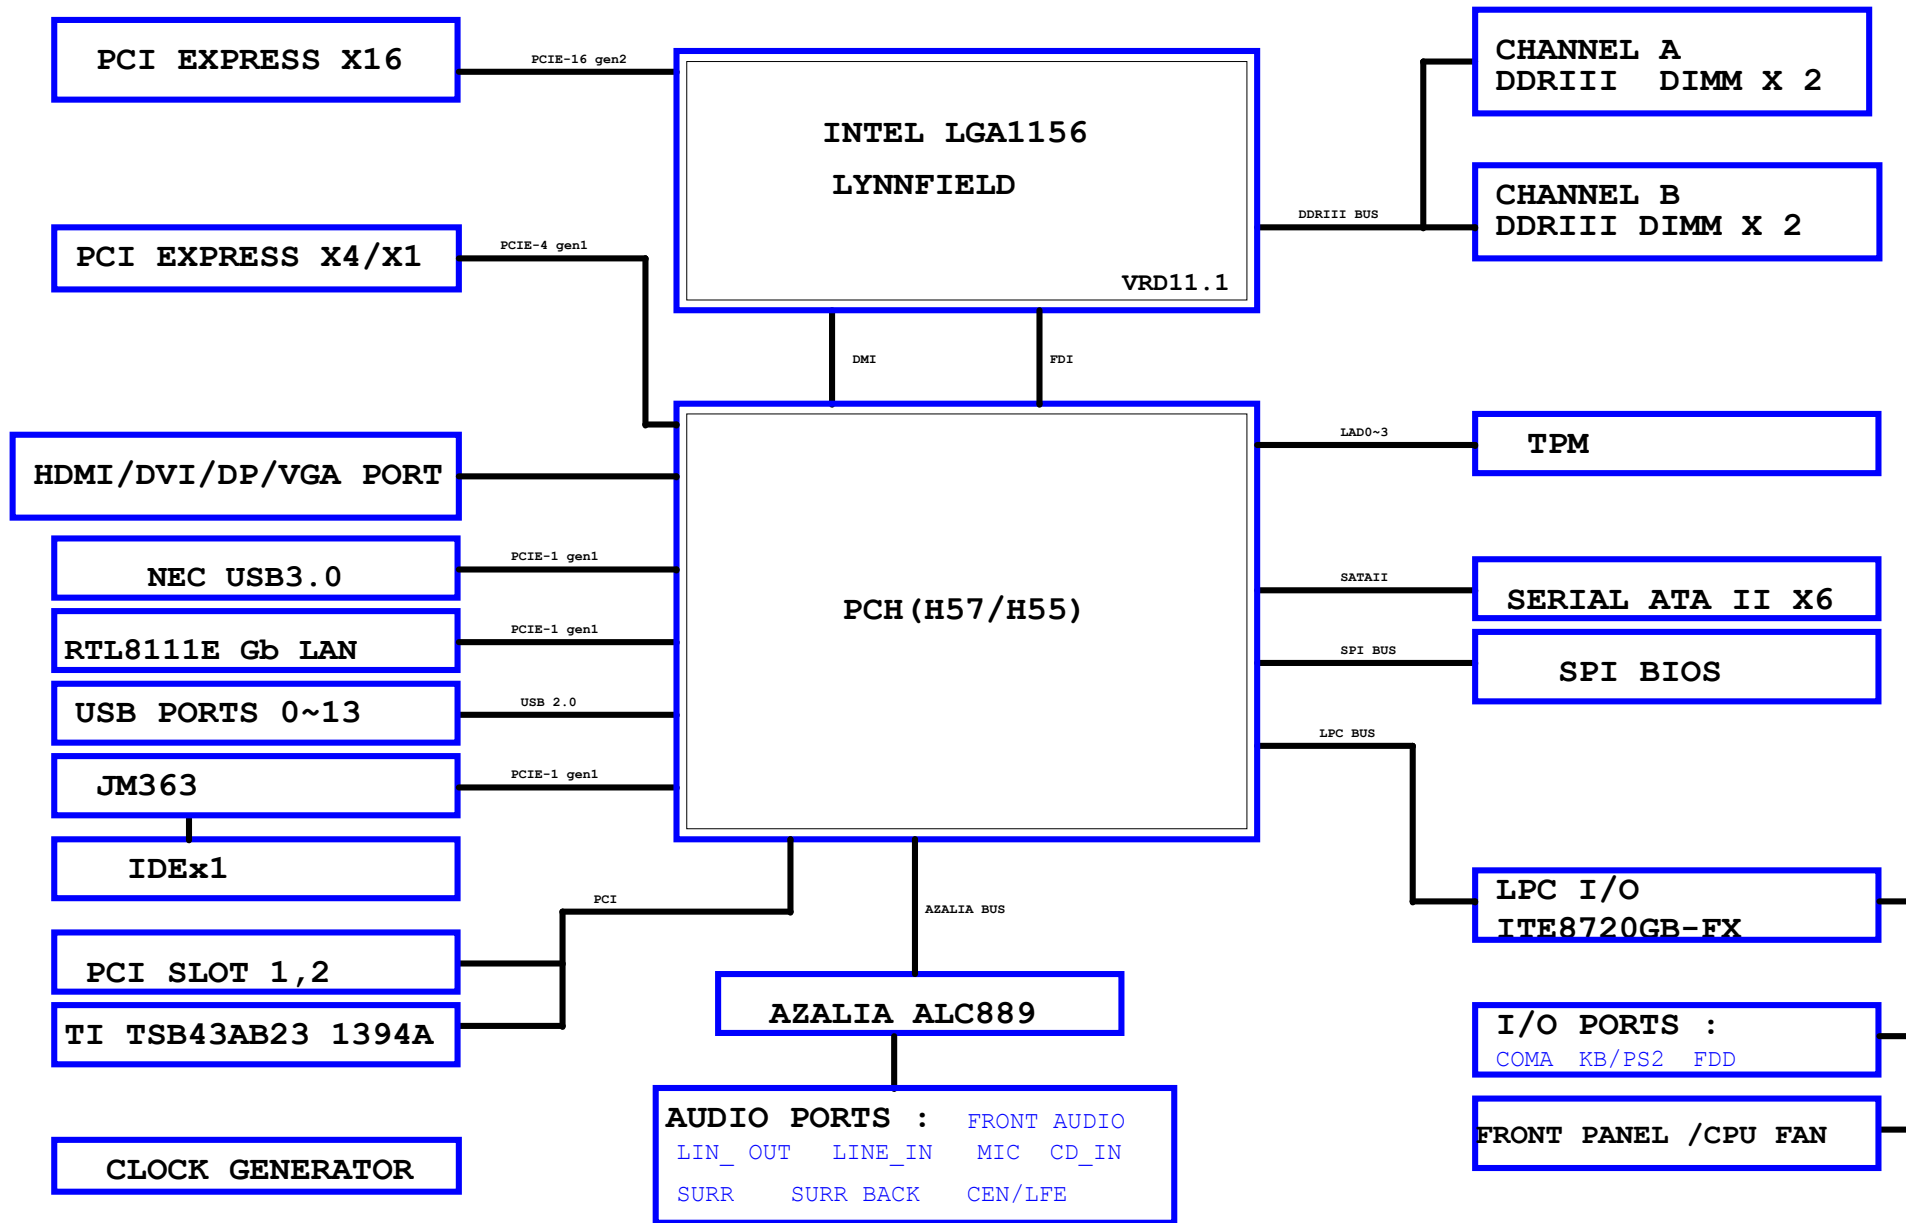 PCI EXPRESS X16
PCIE-16 gen2
INTEL LGA1156
LYNNFIELD
VRD11.1
CHANNEL A
DDRIII DIMM X 2
CHANNEL B
DDRIII DIMM X 2
DDRIII BUS
PCI EXPRESS X4/X1
PCIE-4 gen1
DMI
FDI
HDMI/DVI/DP/VGA PORT
NEC USB3.0
PCIE-1 gen1
RTL8111E Gb LAN
PCIE-1 gen1
USB PORTS 0~13
USB 2.0
JM363
PCIE-1 gen1
IDEx1
PCH(H57/H55)
LAD0~3
TPM
SATAII
SERIAL ATA II X6
SPI BUS
SPI BIOS
LPC BUS
LPC I/O
ITE8720GB-FX
PCI
AZALIA BUS
PCI SLOT 1,2
TI TSB43AB23 1394A
AZALIA ALC889
I/O PORTS :
COMA KB/PS2 FDD
FRONT PANEL /CPU FAN
AUDIO PORTS : FRONT AUDIO
LIN_ OUT LINE_IN MIC CD_IN
SURR SURR BACK CEN/LFE
CLOCK GENERATOR